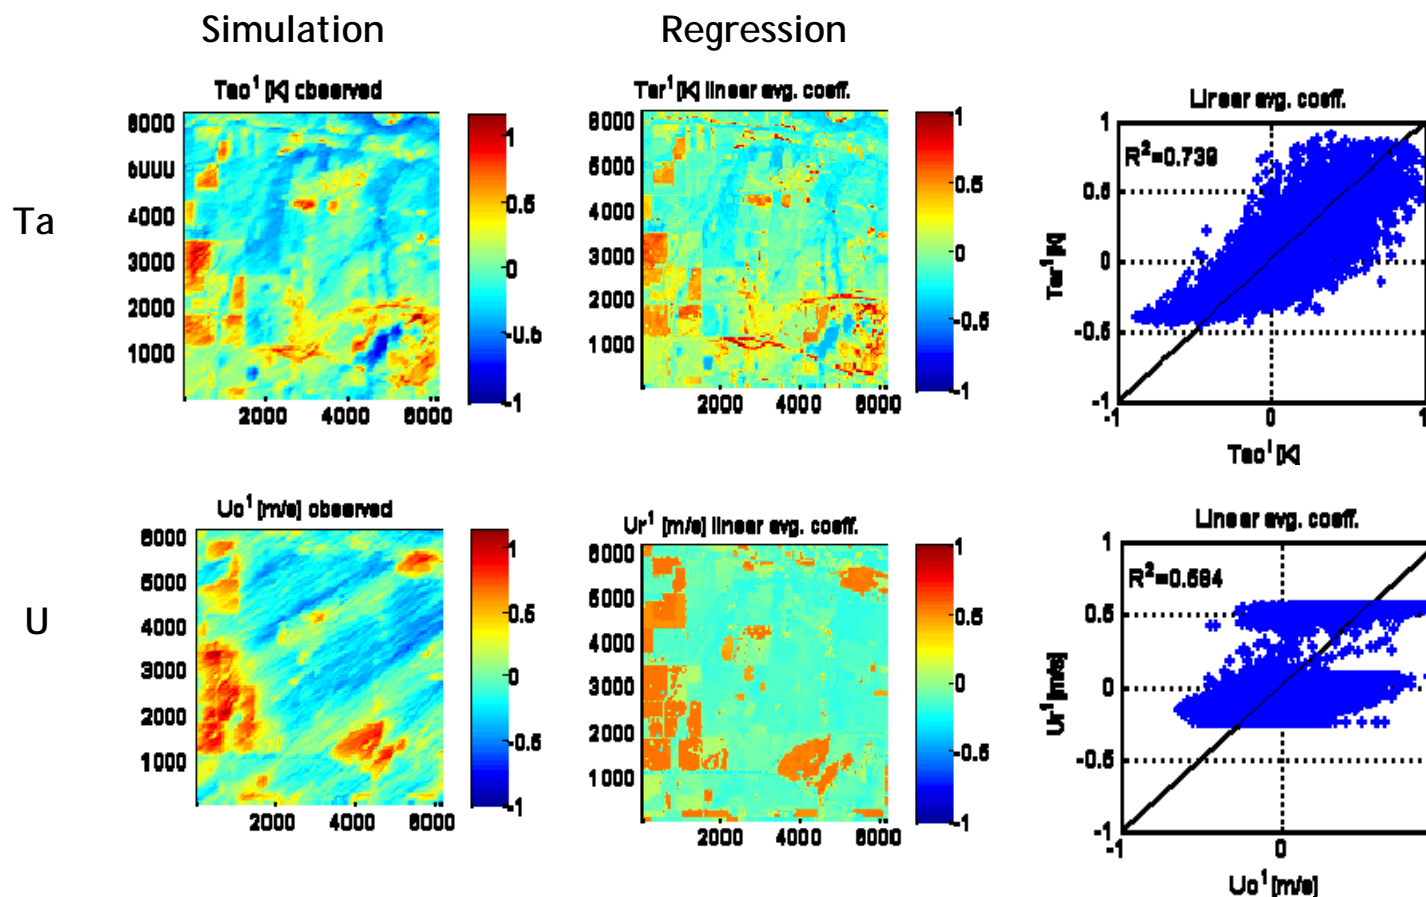 Simulation Regression
Tao¹ [K] observed
Tar¹ [K] linear avg. coeff.
Linear avg. coeff.
Ta
6000
5000
4000
3000
2000
1000
2000 4000 6000
1
0.5
0
-0.5
-1
6000
5000
4000
3000
2000
1000
2000 4000 6000
1
0.5
0
-0.5
-1
R²=0.739
Tar¹ [K]
1
0.5
0
-0.5
-1
-1 0 1
Tao¹ [K]
Uo¹ [m/s] observed
Ur¹ [m/s] linear avg. coeff.
Linear avg. coeff.
U
6000
5000
4000
3000
2000
1000
2000 4000 6000
1
0.5
0
-0.5
-1
6000
5000
4000
3000
2000
1000
2000 4000 6000
1
0.5
0
-0.5
-1
R²=0.584
Ur¹ [m/s]
1
0.5
0
-0.5
-1
-1 0
Uo¹ [m/s]